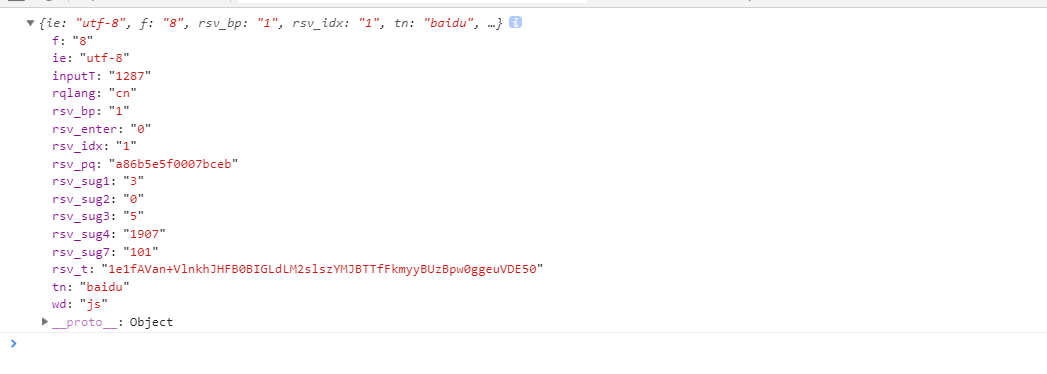 {ie: "utf-8", f: "8", rsv_bp: "1", rsv_idx: "1", tn: "baidu", …}
f: "8"
ie: "utf-8"
inputT: "1287"
rqlang: "cn"
rsv_bp: "1"
rsv_enter: "0"
rsv_idx: "1"
rsv_pq: "a86b5e5f0007bceb"
rsv_sug1: "3"
rsv_sug2: "0"
rsv_sug3: "5"
rsv_sug4: "1907"
rsv_sug7: "101"
rsv_t: "1e1fAVan+VlnkhJHFB0BIGLdLM2slszYMJBTTfFkmyyBUzBpw0ggeuVDE50"
tn: "baidu"
wd: "js"
__proto__: Object